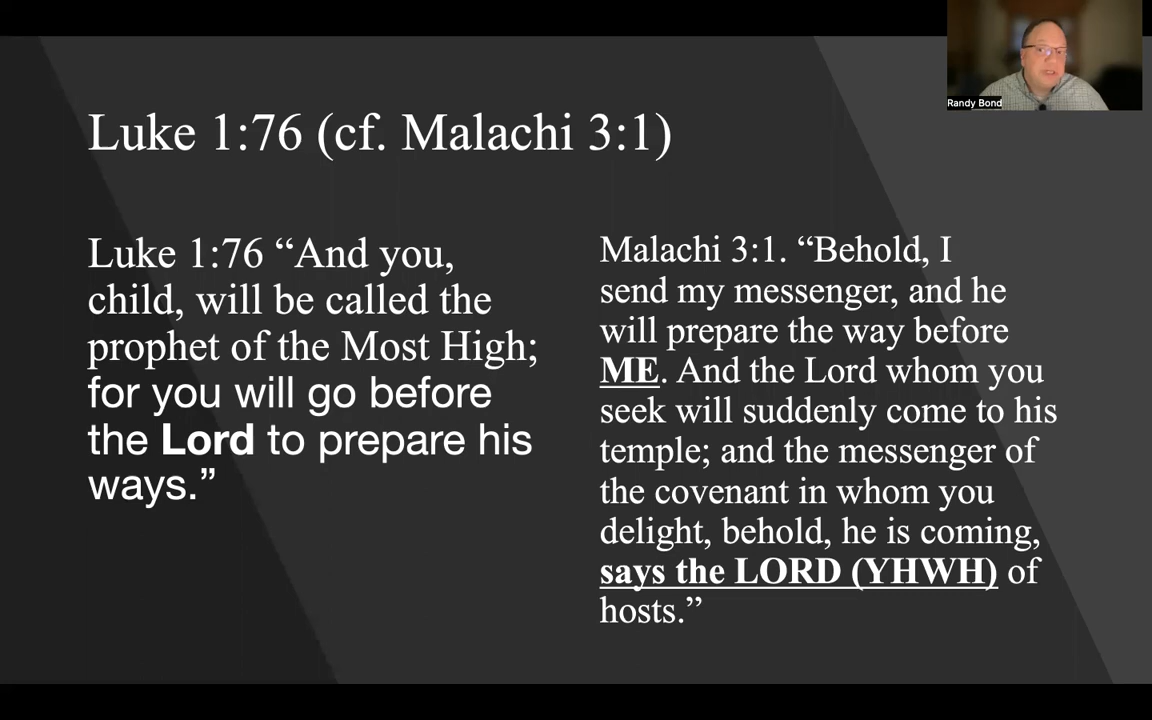 Randy Bond
Luke 1:76 (cf. Malachi 3:1)
Luke 1:76 “And you,
child, will be called the
prophet of the Most High;
for you will go before
the Lord to prepare his
ways.”
Malachi 3:1. “Behold, I
send my messenger, and he
will prepare the way before
ME. And the Lord whom you
seek will suddenly come to his
temple; and the messenger of
the covenant in whom you
delight, behold, he is coming,
says the LORD (YHWH) of
hosts.”